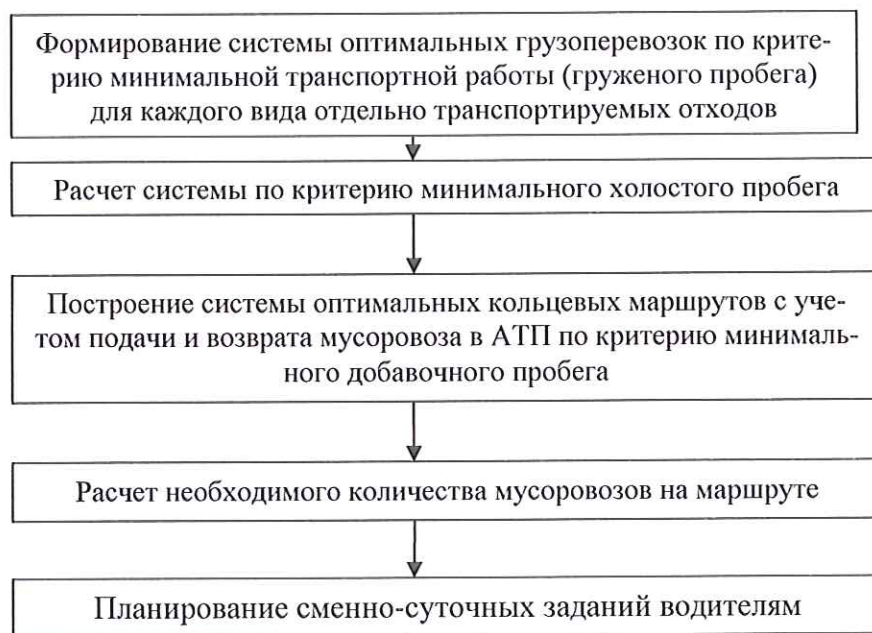 Формирование системы оптимальных грузоперевозок по крите-
рию минимальной транспортной работы (груженого пробега)
для каждого вида отдельно транспортируемых отходов
Расчет системы по критерию минимального холостого пробега
Построение системы оптимальных кольцевых маршрутов с уче-
том подачи и возврата мусоровоза в АТП по критерию минималь-
ного добавочного пробега
Расчет необходимого количества мусоровозов на маршруте
Планирование сменно-суточных заданий водителям